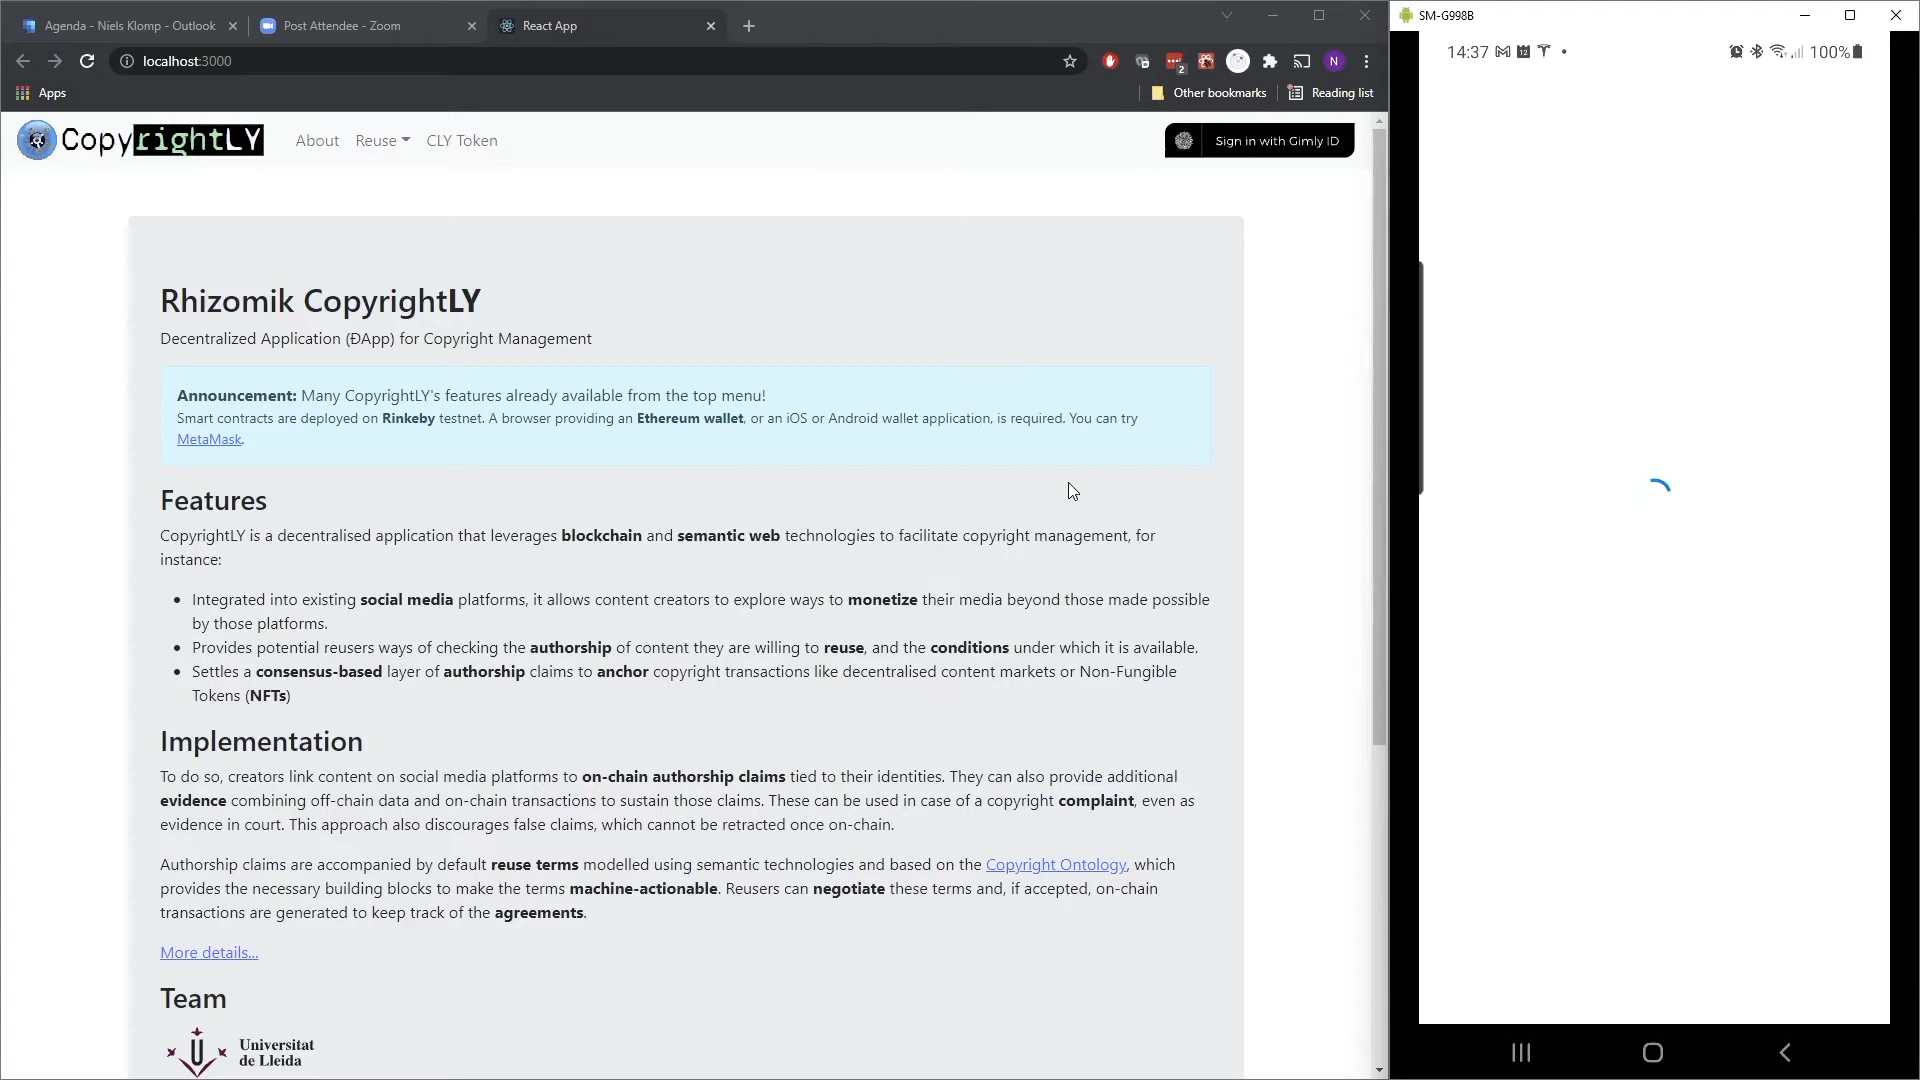 Agenda - Niels Klomp - Outlook
Post Attendee - Zoom
React App
localhost:3000
2
N
Apps
Other bookmarks
Reading list
CopyrightLY
About
Reuse
CLY Token
Sign in with Gimly ID
Rhizomik CopyrightLY
Decentralized Application (ÐApp) for Copyright Management
Announcement: Many CopyrightLY's features already available from the top menu!
Smart contracts are deployed on Rinkeby testnet. A browser providing an Ethereum wallet, or an iOS or Android wallet application, is required. You can try
MetaMask.
Features
CopyrightLY is a decentralised application that leverages blockchain and semantic web technologies to facilitate copyright management, for
instance:
Integrated into existing social media platforms, it allows content creators to explore ways to monetize their media beyond those made possible
by those platforms.
Provides potential reusers ways of checking the authorship of content they are willing to reuse, and the conditions under which it is available.
Settles a consensus-based layer of authorship claims to anchor copyright transactions like decentralised content markets or Non-Fungible
Tokens (NFTs)
Implementation
To do so, creators link content on social media platforms to on-chain authorship claims tied to their identities. They can also provide additional
evidence combining off-chain data and on-chain transactions to sustain those claims. These can be used in case of a copyright complaint, even as
evidence in court. This approach also discourages false claims, which cannot be retracted once on-chain.
Authorship claims are accompanied by default reuse terms modelled using semantic technologies and based on the Copyright Ontology, which
provides the necessary building blocks to make the terms machine-actionable. Reusers can negotiate these terms and, if accepted, on-chain
transactions are generated to keep track of the agreements.
More details...
Team
Universitat
de Lleida
SM-G998B
14:37
100%